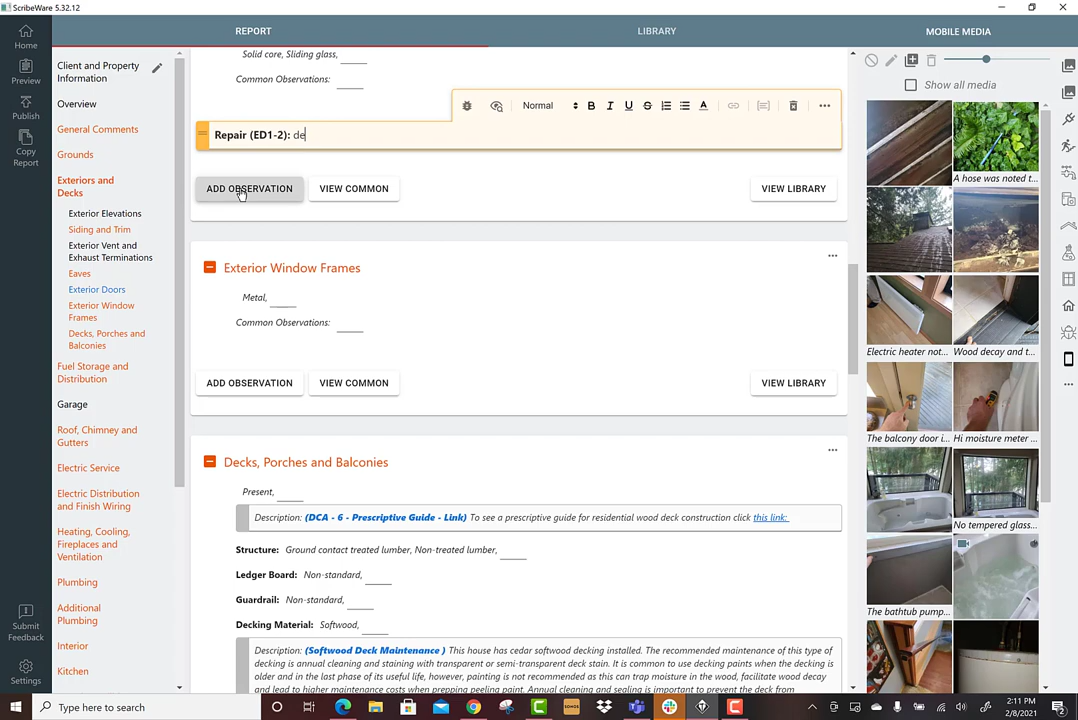 ScribeWare 5.32.12
REPORT
LIBRARY
MOBILE MEDIA
Home
Preview
Publish
Copy
Report
Submit
Feedback
Settings
Client and Property
Information
Overview
General Comments
Grounds
Exteriors and
Decks
Exterior Elevations
Siding and Trim
Exterior Vent and
Exhaust Terminations
Eaves
Exterior Doors
Exterior Window
Frames
Decks, Porches and
Balconies
Fuel Storage and
Distribution
Garage
Roof, Chimney and
Gutters
Electric Service
Electric Distribution
and Finish Wiring
Heating, Cooling,
Fireplaces and
Ventilation
Plumbing
Additional
Plumbing
Interior
Kitchen
Solid core, Sliding glass,
Common Observations:
Normal
B I U S A
Repair (ED1-2): de
ADD OBSERVATION
VIEW COMMON
VIEW LIBRARY
Exterior Window Frames
Metal,
Common Observations:
ADD OBSERVATION
VIEW COMMON
VIEW LIBRARY
Decks, Porches and Balconies
Present,
Description: (DCA - 6 - Prescriptive Guide - Link) To see a prescriptive guide for residential wood deck construction click this link:
Structure: Ground contact treated lumber, Non-treated lumber,
Ledger Board: Non-standard,
Guardrail: Non-standard,
Decking Material: Softwood,
Description: (Softwood Deck Maintenance ) This house has cedar softwood decking installed. The recommended maintenance of this type of
decking is annual cleaning and staining with transparent or semi-transparent deck stain. It is common to use decking paints when the decking is
older and in the last phase of its useful life, however, painting is not recommended as this can trap moisture in the wood, facilitate wood decay
and lead to higher maintenance costs when prepping peeling paint. Annual cleaning and sealing is important to prevent the deck from
Show all media
A hose was noted t...
Electric heater not...
Wood decay and t...
The balcony door i...
Hi moisture meter ...
No tempered glass...
The bathtub pump...
Type here to search
2:11 PM
2/8/2021